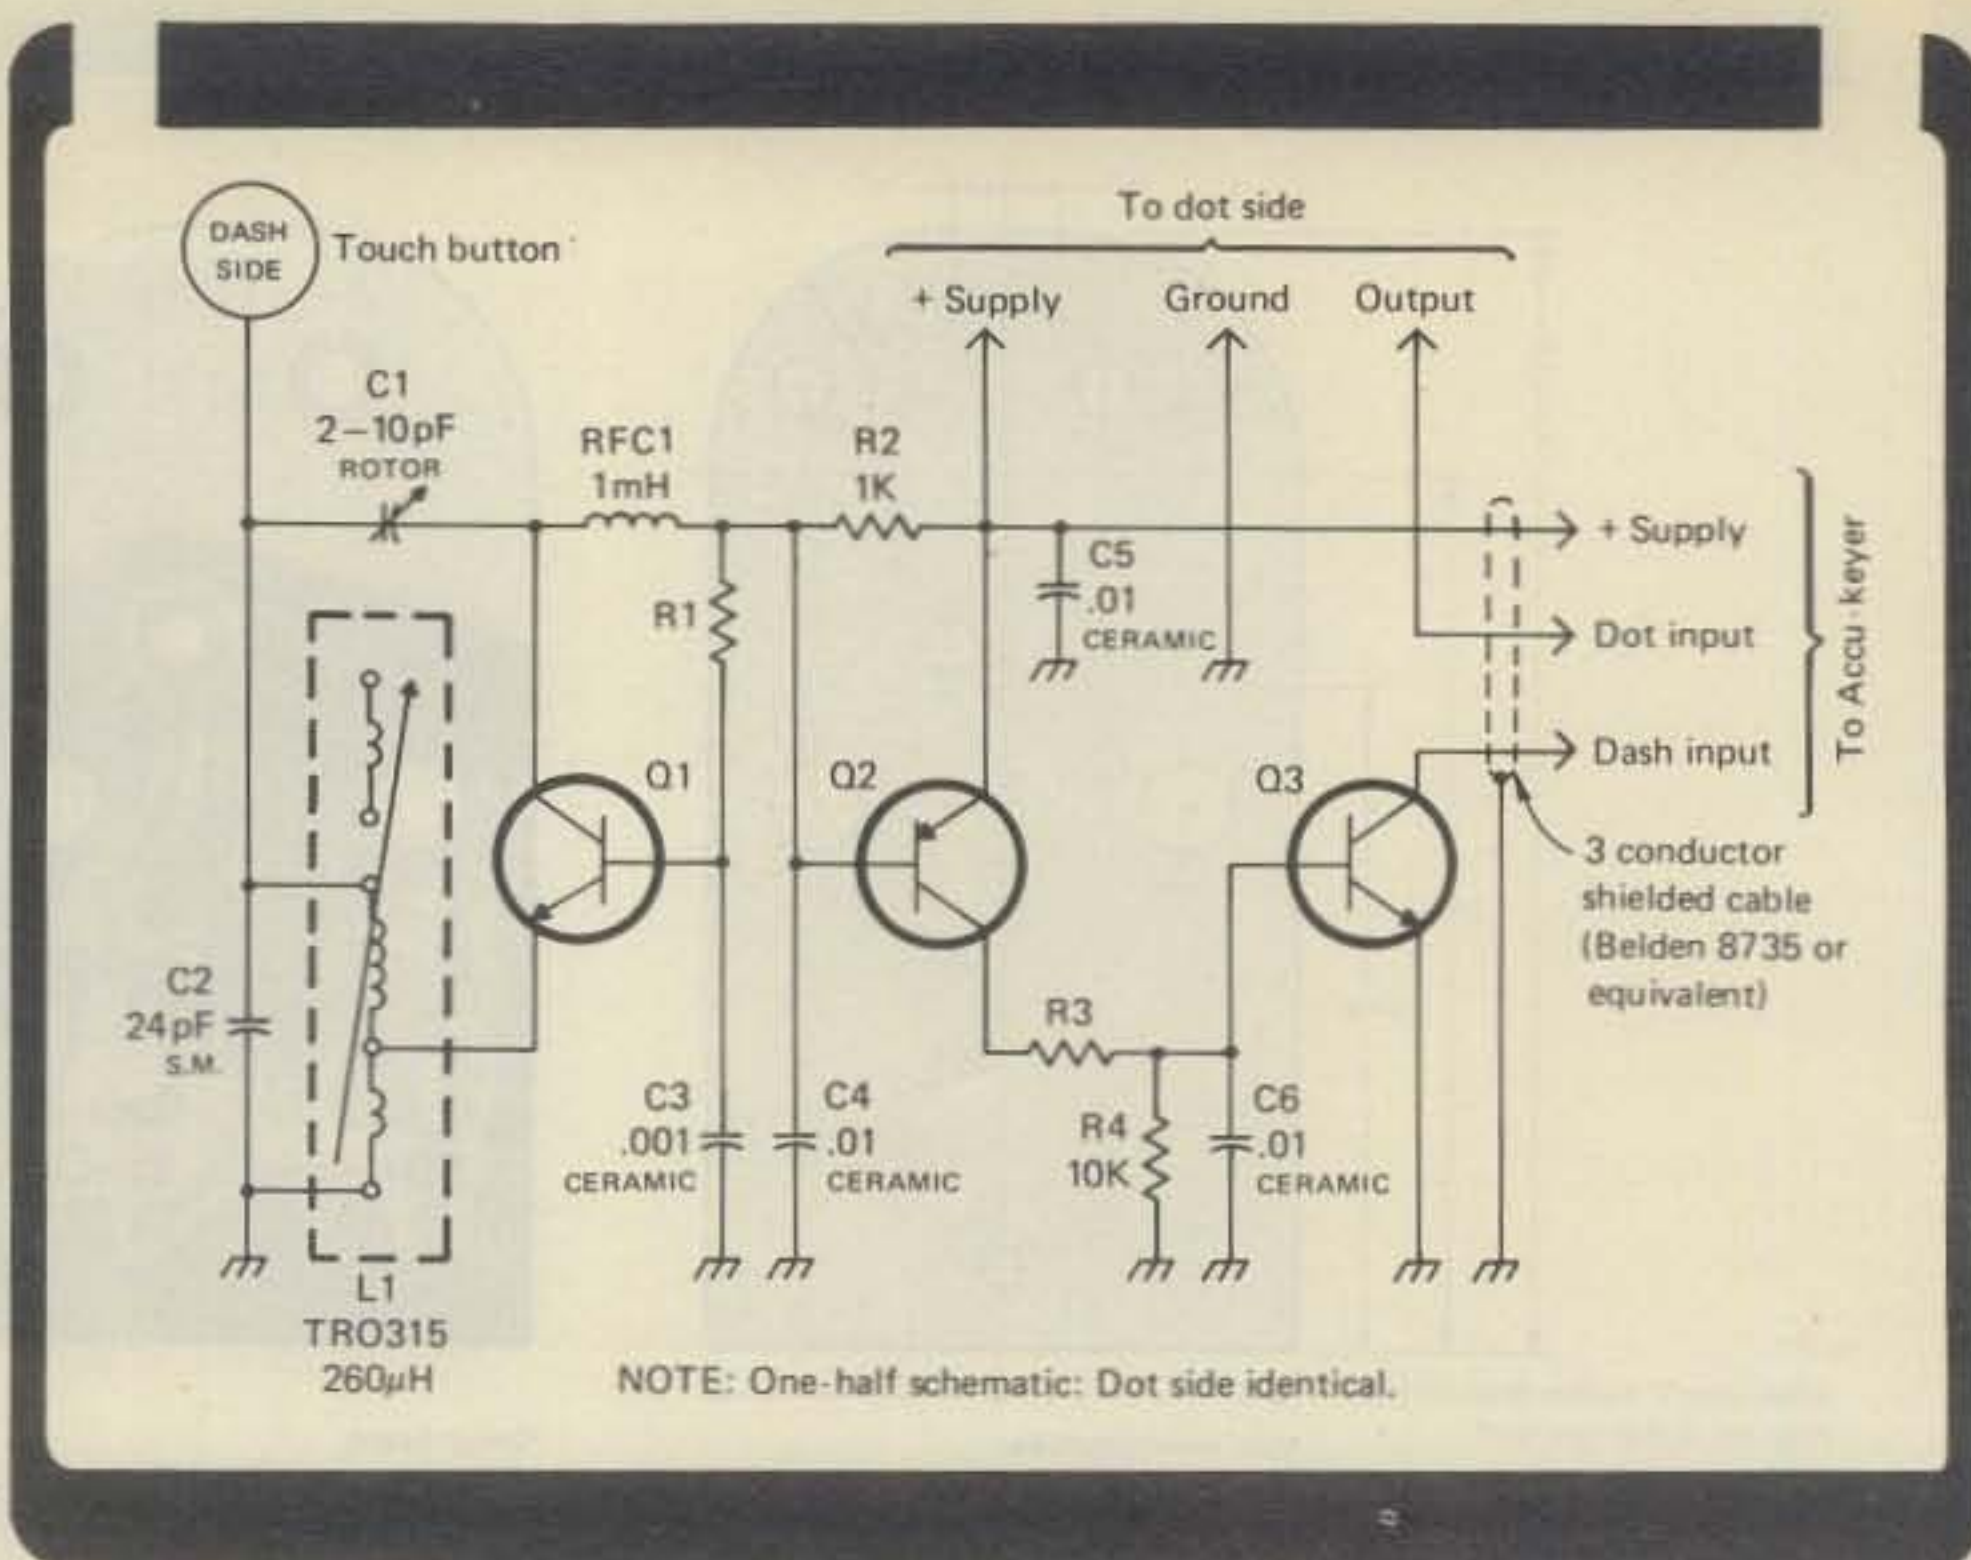 DASH
SIDE
Touch button
To dot side
+ Supply
Ground
Output
C1
2–10pF
ROTOR
RFC1
1mH
R2
1K
R1
C5
.01
CERAMIC
+ Supply
Dot input
Dash input
To Accu-keyer
Q1
Q2
Q3
3 conductor
shielded cable
(Belden 8735 or
equivalent)
C2
24pF
S.M.
R3
C3
.001
CERAMIC
C4
.01
CERAMIC
R4
10K
C6
.01
CERAMIC
L1
TRO315
260µH
NOTE: One-half schematic: Dot side identical.